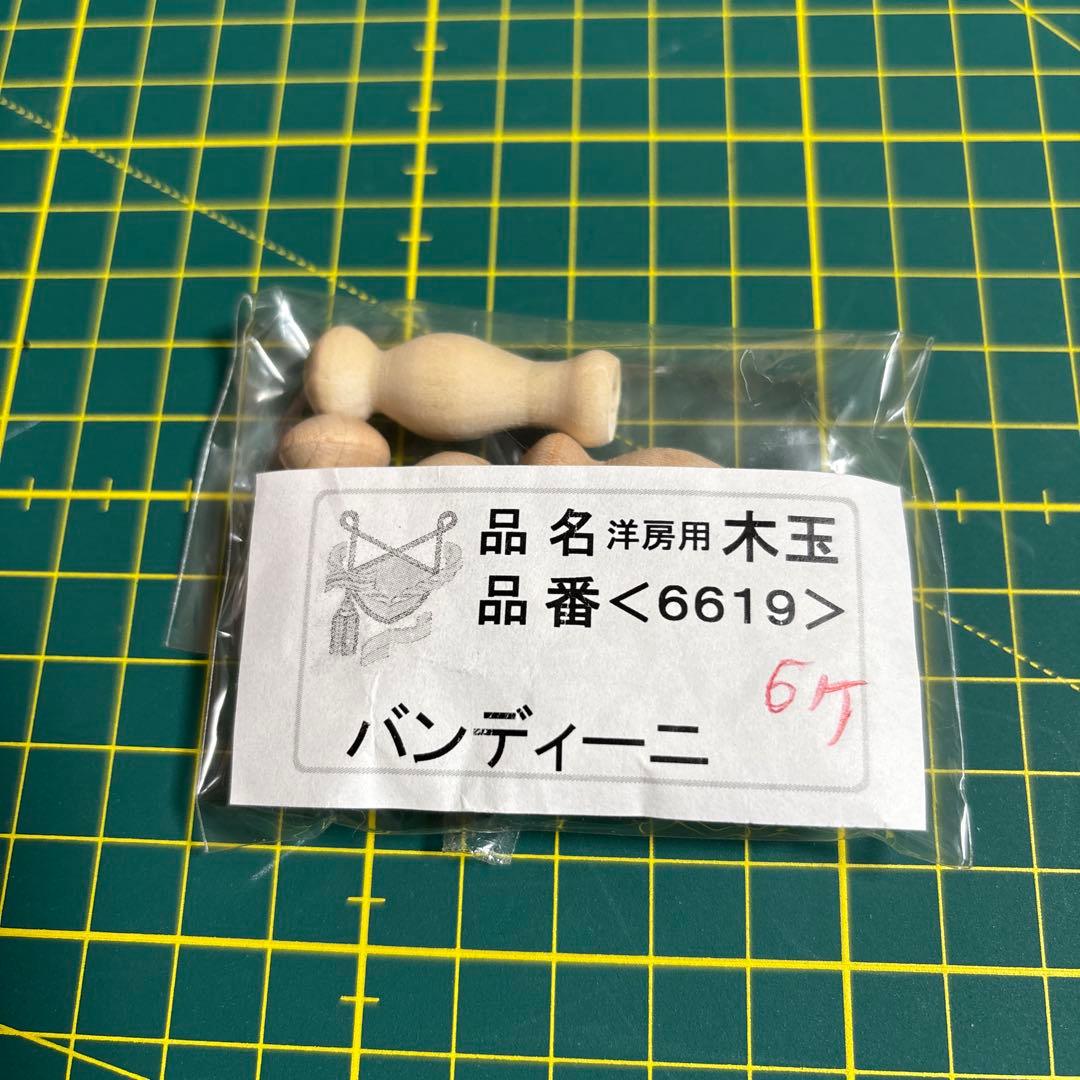 品名 洋房用 木玉
品番<6619>
6ケ
バンディーニ